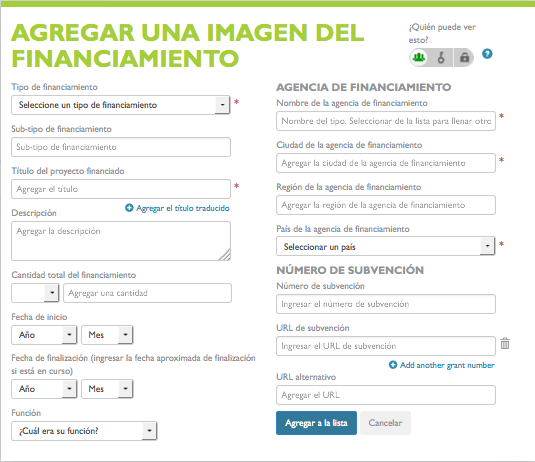 AGREGAR UNA IMAGEN DEL
FINANCIAMIENTO
¿Quién puede ver
esto?
Tipo de financiamiento
Seleccione un tipo de financiamiento
*
Sub-tipo de financiamiento
Sub-tipo de financiamiento
Título del proyecto financiado
Agregar el título
*
Agregar el título traducido
Descripción
Agregar la descripción
Cantidad total del financiamiento
Agregar una cantidad
Fecha de inicio
Año Mes
Fecha de finalización (ingresar la fecha aproximada de finalización
si está en curso)
Año Mes
Función
¿Cuál era su función?
AGENCIA DE FINANCIAMIENTO
Nombre de la agencia de financiamiento
Nombre del tipo. Seleccionar de la lista para llenar otro
*
Ciudad de la agencia de financiamiento
Agregar la ciudad de la agencia de financiamiento
*
Región de la agencia de financiamiento
Agregar la región de la agencia de financiamiento
País de la agencia de financiamiento
Seleccionar un país
*
NÚMERO DE SUBVENCIÓN
Número de subvención
Ingresar el número de subvención
URL de subvención
Ingresar el URL de subvención
Add another grant number
URL alternativo
Agregar el URL
Agregar a la lista Cancelar